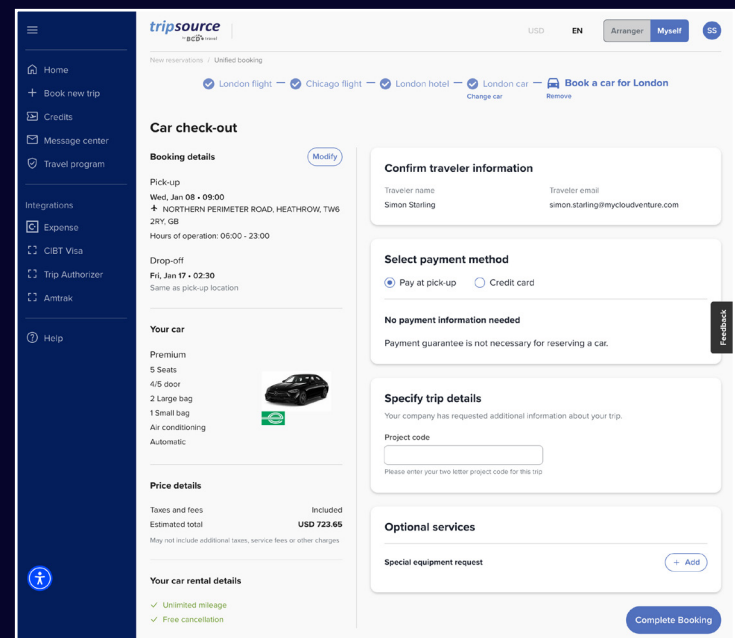 tripsource
by BCD travel
USD
EN
Arranger
Myself
SS
New reservations / Unified booking
London flight
Chicago flight
London hotel
London car
Change car
Book a car for London
Remove
Home
Book new trip
Credits
Message center
Travel program
Integrations
Expense
CIBT Visa
Trip Authorizer
Amtrak
Help
Car check-out
Booking details
Modify
Pick-up
Wed, Jan 08 • 09:00
NORTHERN PERIMETER ROAD, HEATHROW, TW6
2RY, GB
Hours of operation: 06:00 - 23:00
Drop-off
Fri, Jan 17 • 02:30
Same as pick-up location
Your car
Premium
5 Seats
4/5 door
2 Large bag
1 Small bag
Air conditioning
Automatic
Price details
Taxes and fees Included
Estimated total USD 723.65
May not include additional taxes, service fees or other charges
Your car rental details
Unlimited mileage
Free cancellation
Confirm traveler information
Traveler name
Simon Starling
Traveler email
simon.starling@mycloudventure.com
Select payment method
Pay at pick-up
Credit card
No payment information needed
Payment guarantee is not necessary for reserving a car.
Specify trip details
Your company has requested additional information about your trip.
Project code
Please enter your two letter project code for this trip
Optional services
Special equipment request
+ Add
Complete Booking
Feedback